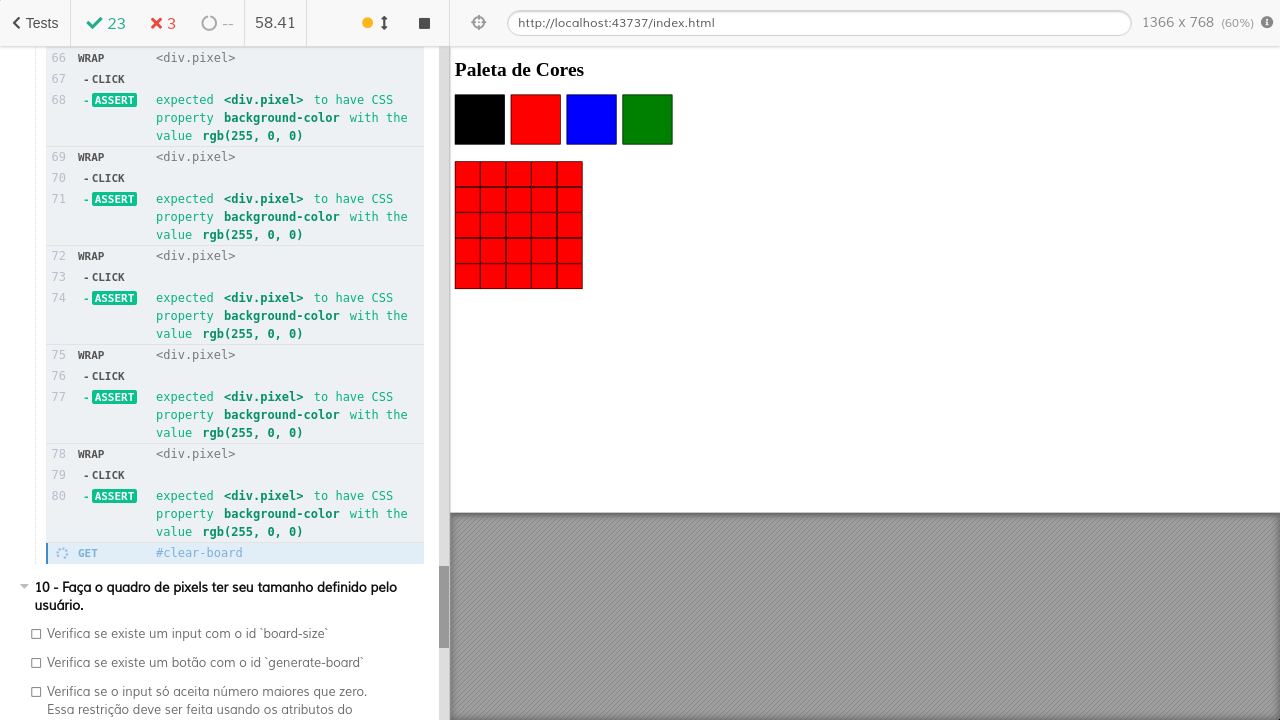 Tests
23
3
--
58.41
http://localhost:43737/index.html
1366 x 768 (60%)
66 WRAP <div.pixel>
67 -CLICK
68 -ASSERT expected <div.pixel> to have CSS
property background-color with the
value rgb(255, 0, 0)
69 WRAP <div.pixel>
70 -CLICK
71 -ASSERT expected <div.pixel> to have CSS
property background-color with the
value rgb(255, 0, 0)
72 WRAP <div.pixel>
73 -CLICK
74 -ASSERT expected <div.pixel> to have CSS
property background-color with the
value rgb(255, 0, 0)
75 WRAP <div.pixel>
76 -CLICK
77 -ASSERT expected <div.pixel> to have CSS
property background-color with the
value rgb(255, 0, 0)
78 WRAP <div.pixel>
79 -CLICK
80 -ASSERT expected <div.pixel> to have CSS
property background-color with the
value rgb(255, 0, 0)
GET #clear-board
10 - Faça o quadro de pixels ter seu tamanho definido pelo
usuário.
Verifica se existe um input com o id `board-size`
Verifica se existe um botão com o id `generate-board`
Verifica se o input só aceita número maiores que zero.
Essa restrição deve ser feita usando os atributos do
Paleta de Cores